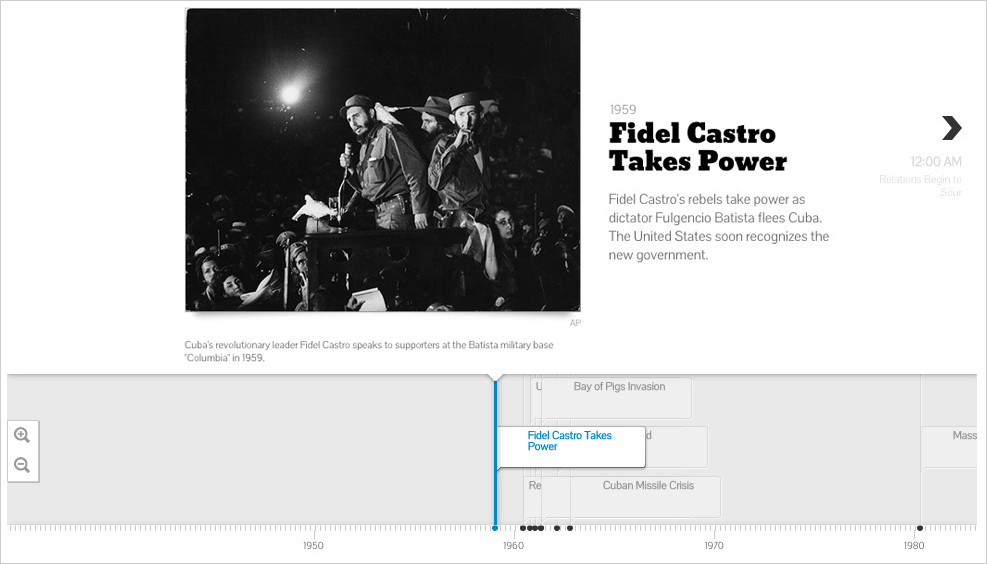 1959
Fidel Castro
Takes Power
Fidel Castro's rebels take power as
dictator Fulgencio Batista flees Cuba.
The United States soon recognizes the
new government.
12:00 AM
Relations Begin to
Sour
AP
Cuba's revolutionary leader Fidel Castro speaks to supporters at the Batista military base
"Columbia" in 1959.
U
Bay of Pigs Invasion
Fidel Castro Takes
Power
d
Mass
Re
Cuban Missile Crisis
1950
1960
1970
1980